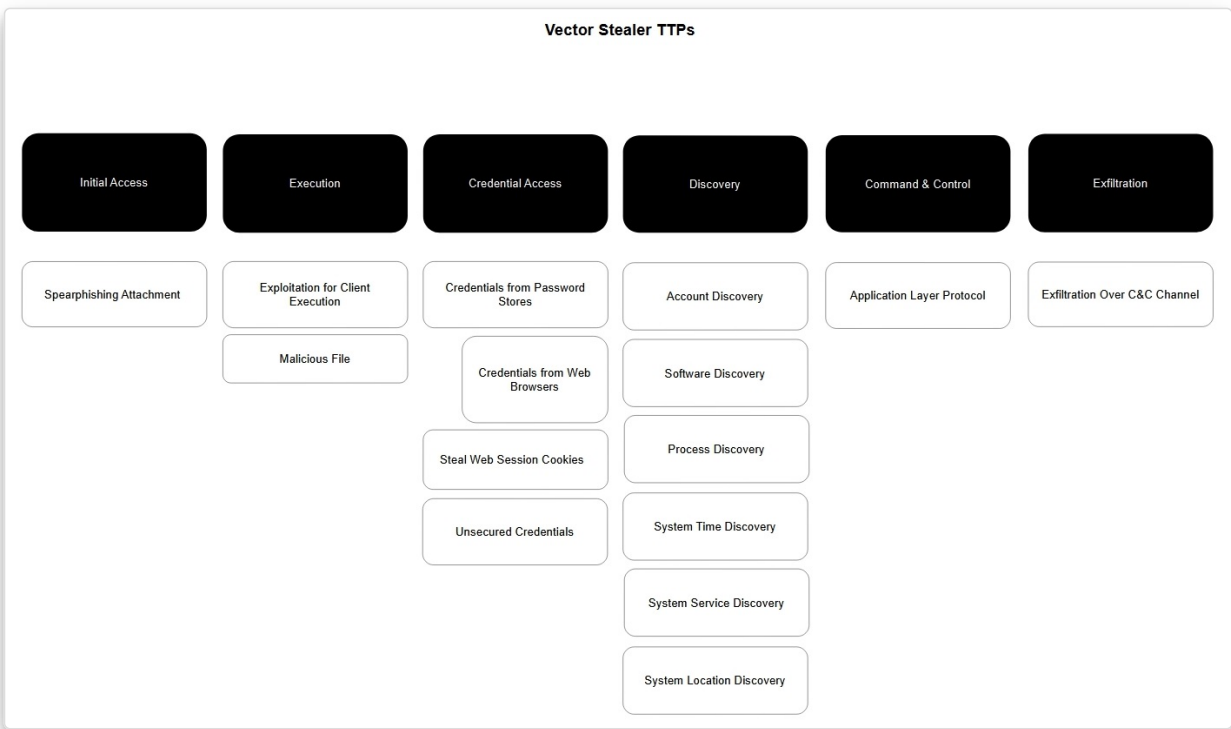 Vector Stealer TTPs
Initial Access
Execution
Credential Access
Discovery
Command & Control
Exfiltration
Spearphishing Attachment
Exploitation for Client
Execution
Malicious File
Credentials from Password
Stores
Credentials from Web
Browsers
Steal Web Session Cookies
Unsecured Credentials
Account Discovery
Software Discovery
Process Discovery
System Time Discovery
System Service Discovery
System Location Discovery
Application Layer Protocol
Exfiltration Over C&C Channel